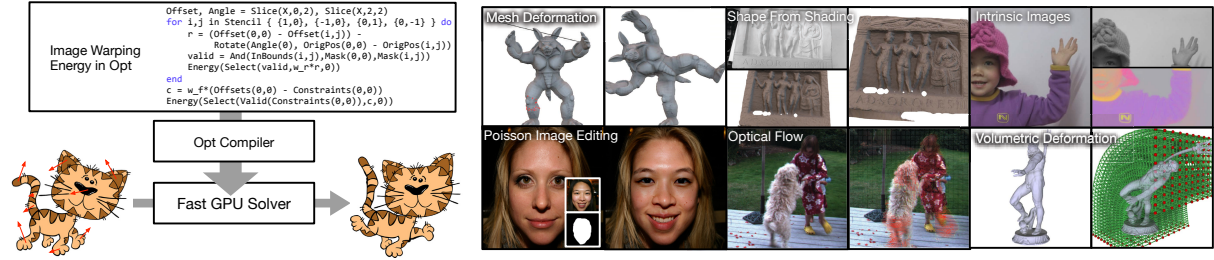 Image Warping
Energy in Opt
Offset, Angle = Slice(X,0,2), Slice(X,2,2)
for i,j in Stencil { {1,0}, {-1,0}, {0,1}, {0,-1} } do
r = (Offset(0,0) - Offset(i,j)) -
Rotate(Angle(0), OrigPos(0,0) - OrigPos(i,j))
valid = And(InBounds(i,j),Mask(0,0),Mask(i,j))
Energy(Select(valid,w_r*r,0))
end
c = w_f*(Offsets(0,0) - Constraints(0,0))
Energy(Select(Valid(Constraints(0,0)),c,0))
Opt Compiler
Fast GPU Solver
Mesh Deformation
Shape From Shading
Intrinsic Images
Poisson Image Editing
Optical Flow
Volumetric Deformation